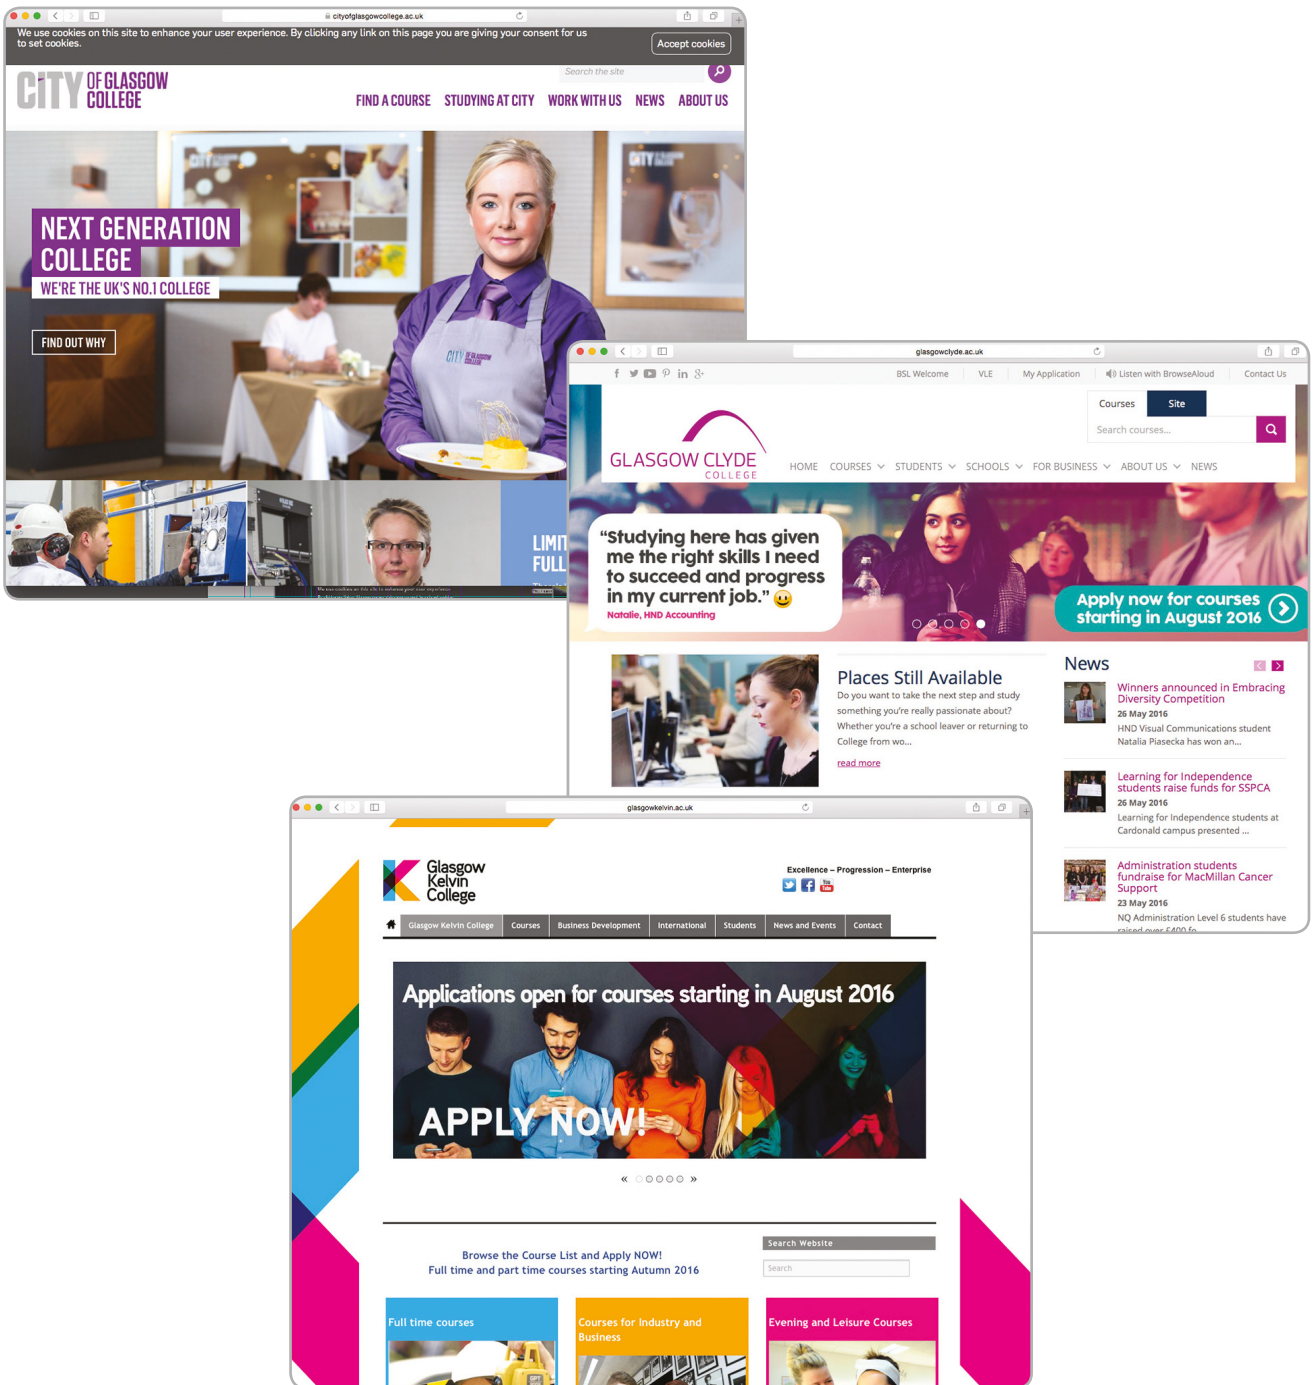 cityofglasgowcollege.ac.uk
We use cookies on this site to enhance your user experience. By clicking any link on this page you are giving your consent for us
to set cookies.
Accept cookies
Search the site
CiTY OF GLASGOW
COLLEGE
FIND A COURSE STUDYING AT CITY WORK WITH US NEWS ABOUT US
NEXT GENERATION
COLLEGE
WE'RE THE UK'S NO.1 COLLEGE
FIND OUT WHY
CITY OF GLASGOW
COLLEGE
LIMIT
FULL
glasgowclyde.ac.uk
BSL Welcome VLE My Application Listen with BrowseAloud Contact Us
Courses Site
Search courses...
GLASGOW CLYDE
COLLEGE
HOME COURSES STUDENTS SCHOOLS FOR BUSINESS ABOUT US NEWS
“Studying here has given
me the right skills I need
to succeed and progress
in my current job.”
Natalie, HND Accounting
Apply now for courses
starting in August 2016
Places Still Available
Do you want to take the next step and study
something you're really passionate about?
Whether you're a school leaver or returning to
College from wo...
read more
News
Winners announced in Embracing
Diversity Competition
26 May 2016
HND Visual Communications student
Natalia Piasecka has won an...
Learning for Independence
students raise funds for SSPCA
26 May 2016
Learning for Independence students at
Cardonald campus presented ...
Administration students
fundraise for MacMillan Cancer
Support
23 May 2016
NQ Administration Level 6 students have
raised over £400 fo
glasgowkelvin.ac.uk
Glasgow
Kelvin
College
Excellence – Progression – Enterprise
You
Tube
Glasgow Kelvin College Courses Business Development International Students News and Events Contact
Applications open for courses starting in August 2016
APPLY NOW!
« »
Search Website
Search
Browse the Course List and Apply NOW!
Full time and part time courses starting Autumn 2016
Full time courses
Courses for Industry and
Business
Evening and Leisure Courses